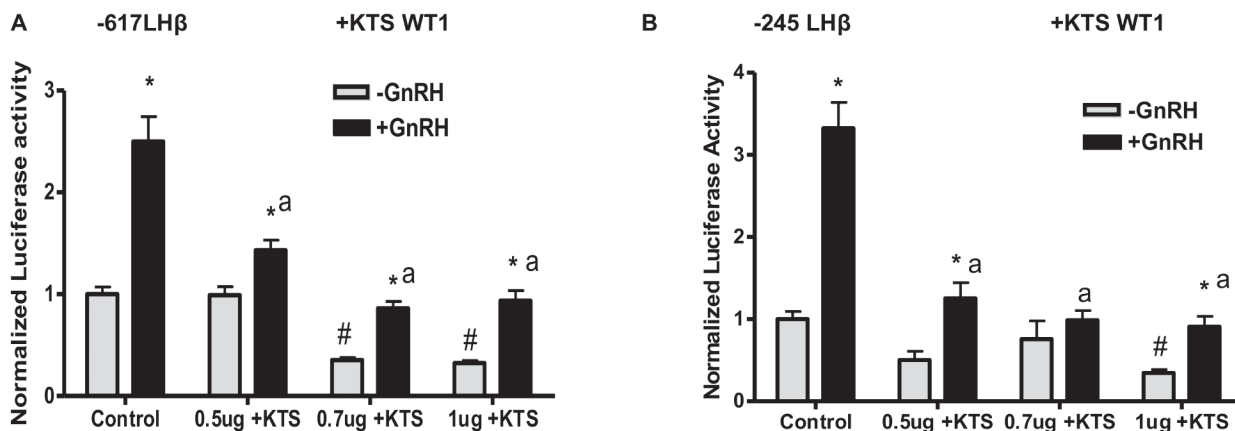 A
-617LHβ
+KTS WT1
Normalized Luciferase activity
3
2
1
0
-GnRH
+GnRH
*
* a
# * a
# * a
Control
0.5ug +KTS
0.7ug +KTS
1ug +KTS
B
-245 LHβ
+KTS WT1
Normalized Luciferase Activity
4
3
2
1
0
-GnRH
+GnRH
*
* a
a
# * a
Control
0.5ug +KTS
0.7ug +KTS
1ug +KTS